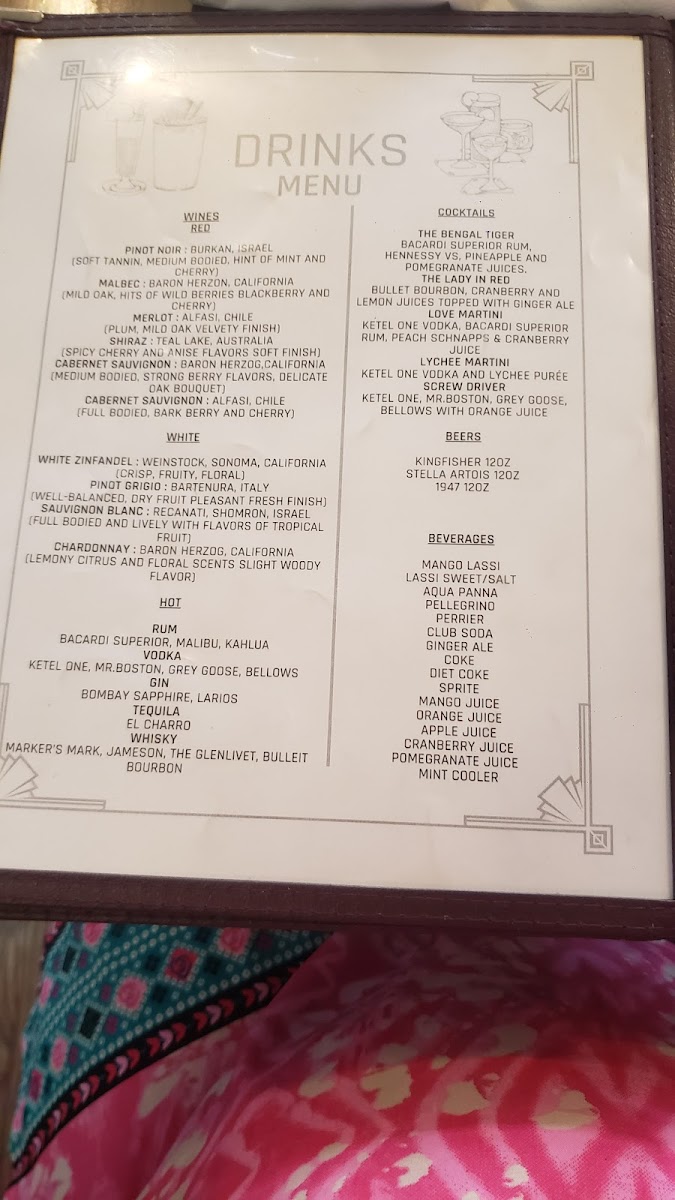 DRINKS
MENU
WINES
RED
PINOT NOIR : BURKAN, ISRAEL
(SOFT TANNIN, MEDIUM BODIED, HINT OF MINT AND
CHERRY)
MALBEC : BARON HERZON, CALIFORNIA
(MILD OAK, HITS OF WILD BERRIES BLACKBERRY AND
CHERRY)
MERLOT : ALFASI, CHILE
(PLUM, MILD OAK VELVETY FINISH)
SHIRAZ : TEAL LAKE, AUSTRALIA
(SPICY CHERRY AND ANISE FLAVORS SOFT FINISH)
CABERNET SAUVIGNON : BARON HERZOG,CALIFORNIA
(MEDIUM BODIED, STRONG BERRY FLAVORS, DELICATE
OAK BOUQUET)
CABERNET SAUVIGNON : ALFASI, CHILE
(FULL BODIED, BARK BERRY AND CHERRY)
WHITE
WHITE ZINFANDEL : WEINSTOCK, SONOMA, CALIFORNIA
(CRISP, FRUITY, FLORAL)
PINOT GRIGIO : BARTENURA, ITALY
(WELL-BALANCED, DRY FRUIT PLEASANT FRESH FINISH)
SAUVIGNON BLANC : RECANATI, SHOMRON, ISRAEL
(FULL BODIED AND LIVELY WITH FLAVORS OF TROPICAL
FRUIT)
CHARDONNAY : BARON HERZOG, CALIFORNIA
(LEMONY CITRUS AND FLORAL SCENTS SLIGHT WOODY
FLAVOR)
HOT
RUM
BACARDI SUPERIOR, MALIBU, KAHLUA
VODKA
KETEL ONE, MR.BOSTON, GREY GOOSE, BELLOWS
GIN
BOMBAY SAPPHIRE, LARIOS
TEQUILA
EL CHARRO
WHISKY
MARKER'S MARK, JAMESON, THE GLENLIVET, BULLEIT
BOURBON
COCKTAILS
THE BENGAL TIGER
BACARDI SUPERIOR RUM,
HENNESSY VS, PINEAPPLE AND
POMEGRANATE JUICES.
THE LADY IN RED
BULLET BOURBON, CRANBERRY AND
LEMON JUICES TOPPED WITH GINGER ALE
LOVE MARTINI
KETEL ONE VODKA, BACARDI SUPERIOR
RUM, PEACH SCHNAPPS & CRANBERRY
JUICE
LYCHEE MARTINI
KETEL ONE VODKA AND LYCHEE PURÉE
SCREW DRIVER
KETEL ONE, MR.BOSTON, GREY GOOSE,
BELLOWS WITH ORANGE JUICE
BEERS
KINGFISHER 12OZ
STELLA ARTOIS 12OZ
1947 12OZ
BEVERAGES
MANGO LASSI
LASSI SWEET/SALT
AQUA PANNA
PELLEGRINO
PERRIER
CLUB SODA
GINGER ALE
COKE
DIET COKE
SPRITE
MANGO JUICE
ORANGE JUICE
APPLE JUICE
CRANBERRY JUICE
POMEGRANATE JUICE
MINT COOLER